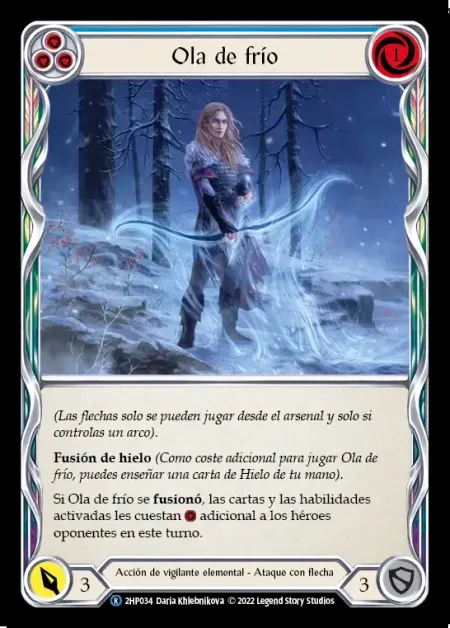 Ola de frío
1
(Las flechas solo se pueden jugar desde el arsenal y solo si
controlas un arco).
Fusión de hielo (Como coste adicional para jugar Ola de
frío, puedes enseñar una carta de Hielo de tu mano).
Si Ola de frío se fusionó, las cartas y las habilidades
activadas les cuestan adicional a los héroes
oponentes en este turno.
3
Acción de vigilante elemental - Ataque con flecha
3
R 2HP034 Daria Khlebnikova © 2022 Legend Story Studios